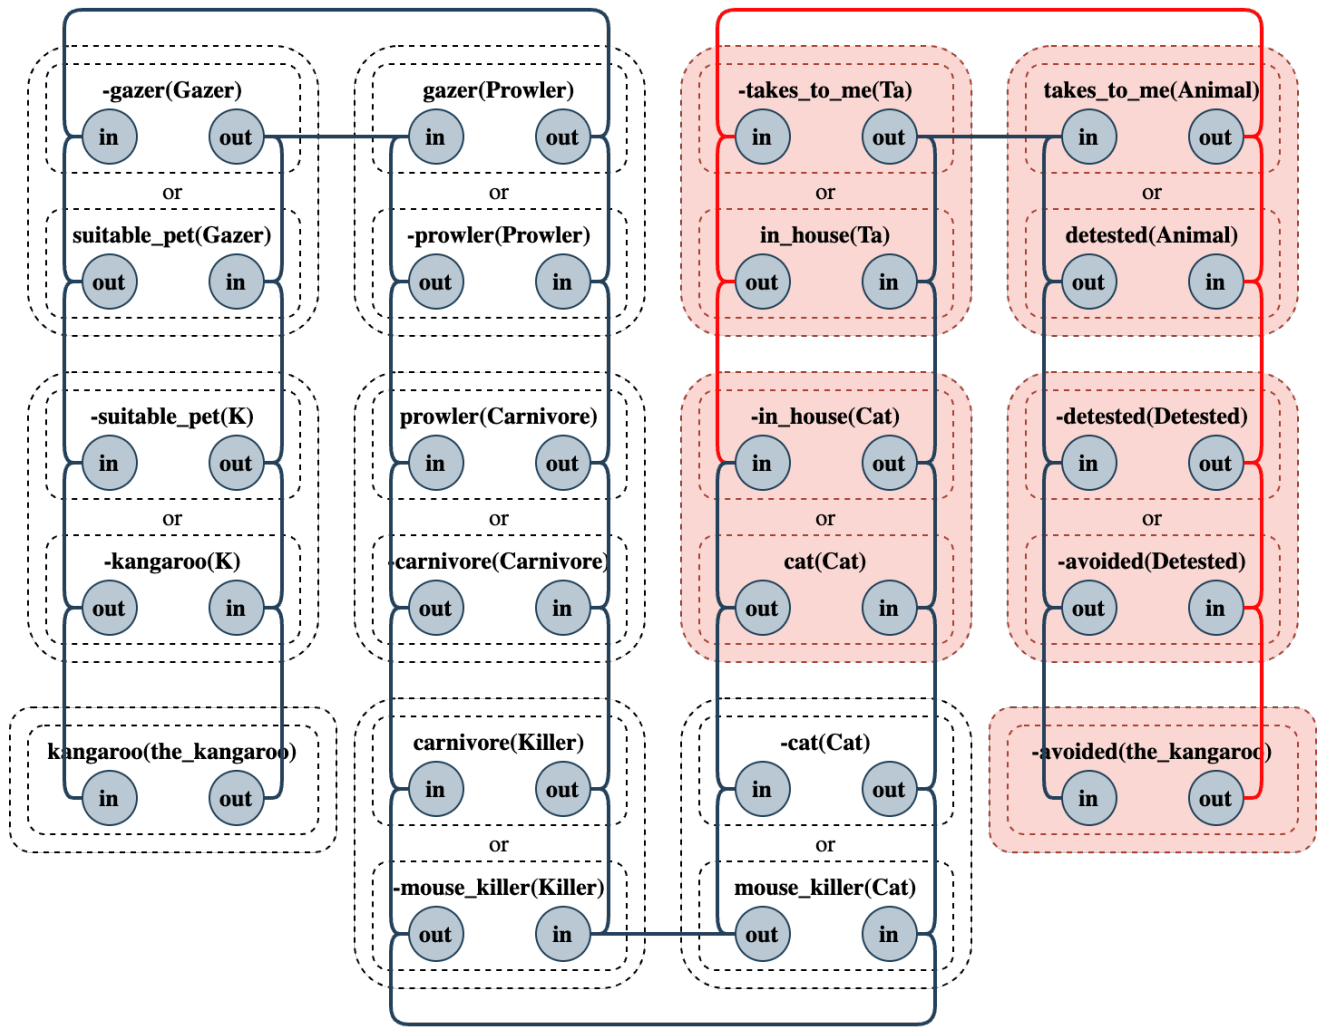 -gazer(Gazer)
in out
or
suitable_pet(Gazer)
out in
-suitable_pet(K)
in out
or
-kangaroo(K)
out in
kangaroo(the_kangaroo)
in out
gazer(Prowler)
in out
or
-prowler(Prowler)
out in
prowler(Carnivore)
in out
or
-carnivore(Carnivore)
out in
carnivore(Killer)
in out
or
-mouse_killer(Killer)
out in
-takes_to_me(Ta)
in out
or
in_house(Ta)
out in
-in_house(Cat)
in out
or
cat(Cat)
out in
-cat(Cat)
in out
or
mouse_killer(Cat)
out in
takes_to_me(Animal)
in out
or
detested(Animal)
out in
-detested(Detested)
in out
or
-avoided(Detested)
out in
-avoided(the_kangaroo)
in out